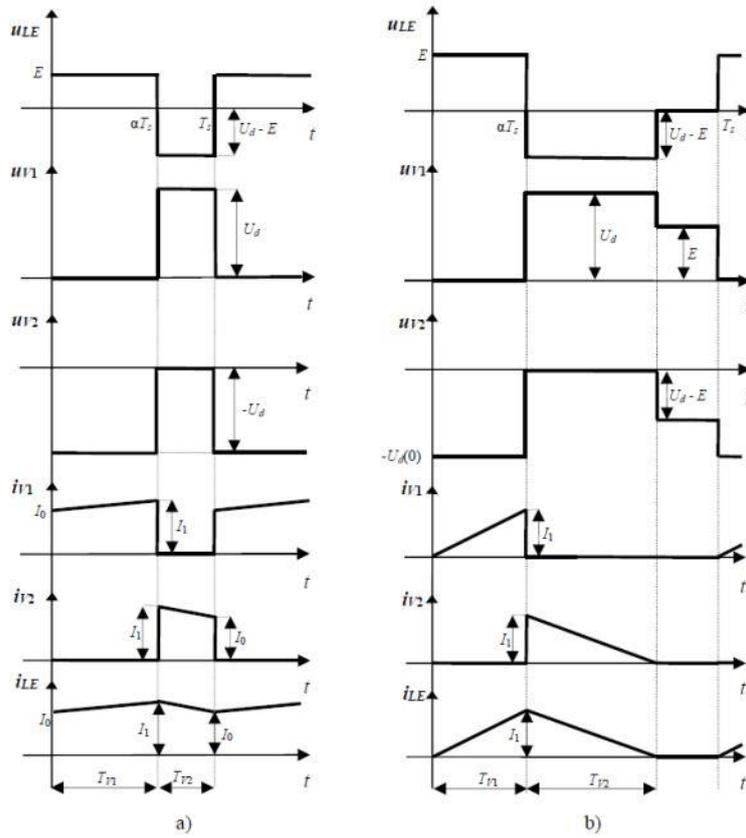 uLE
E
αTs
Ts
t
Ud - E
uV1
Ud
t
uV2
t
-Ud
iV1
I0
I1
t
iV2
I1
I0
t
iLE
I0
I1
I0
t
TV1
TV2
a)
uLE
E
αTs
Ts
Ud - E
uV1
Ud
E
uV2
Ud - E
-Ud(0)
iV1
I1
t
iV2
I1
t
iLE
I1
t
TV1
TV2
b)